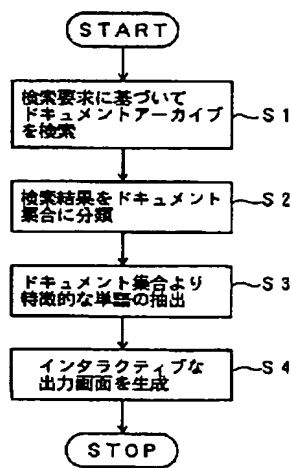 START
検索要求に基づいて
ドキュメントアーカイブ
を検索
S1
検索結果をドキュメント
集合に分類
S2
ドキュメント集合より
特徴的な単語の抽出
S3
インタラクティブな
出力画面を生成
S4
STOP